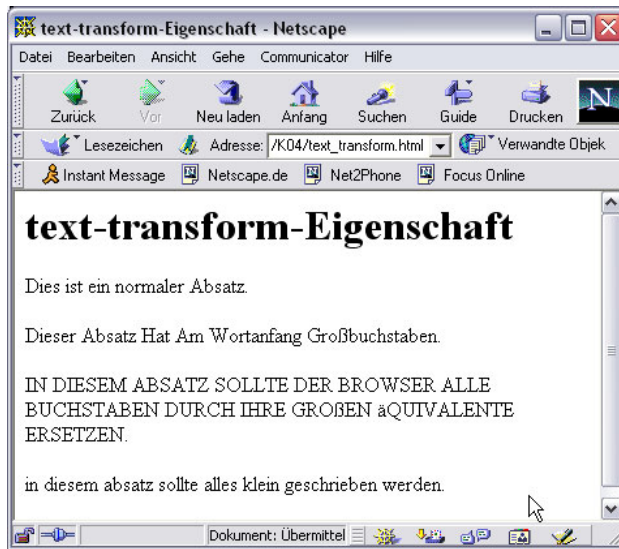 text-transform-Eigenschaft - Netscape
Datei Bearbeiten Ansicht Gehe Communicator Hilfe
Zurück Vor Neu laden Anfang Suchen Guide Drucken N
Lesezeichen Adresse: /K04/text_transform.html Verwandte Objek
Instant Message Netscape.de Net2Phone Focus Online
text-transform-Eigenschaft
Dies ist ein normaler Absatz.
Dieser Absatz Hat Am Wortanfang Großbuchstaben.
IN DIESEM ABSATZ SOLLTE DER BROWSER ALLE
BUCHSTABEN DURCH IHRE GROßEN äQUIVALENTE
ERSETZEN.
in diesem absatz sollte alles klein geschrieben werden.
Dokument: Übermittel